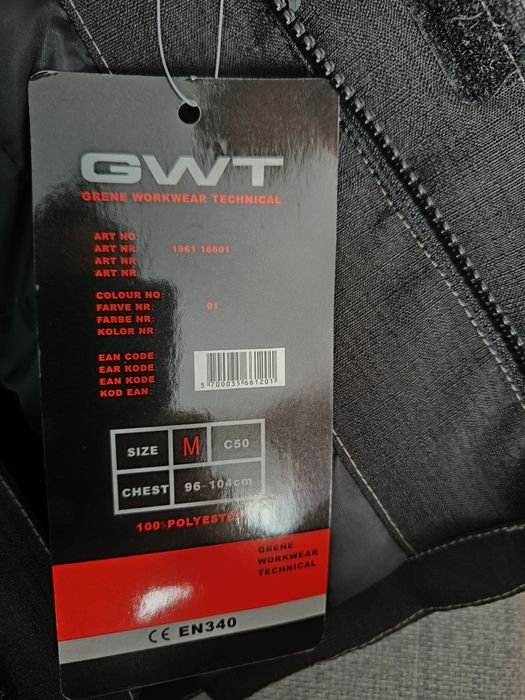 GWT
GRENE WORKWEAR TECHNICAL
ART NO:
ART NR: 1961 16601
ART NR:
ART NR:
COLOUR NO:
FARVE NR: 01
FARBE NR:
KOLOR NR:
EAN CODE:
EAR KODE:
EAN KODE
KOD EAN:
5 700035 661201
SIZE M C50
CHEST 96-104cm
100% POLYESTER
GRENE
WORKWEAR
TECHNICAL
CE EN340